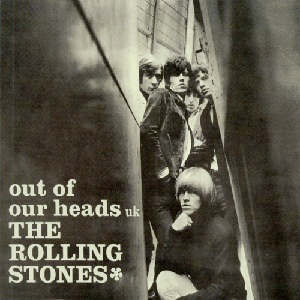 out of
our heads uk
THE
ROLLING
STONES*